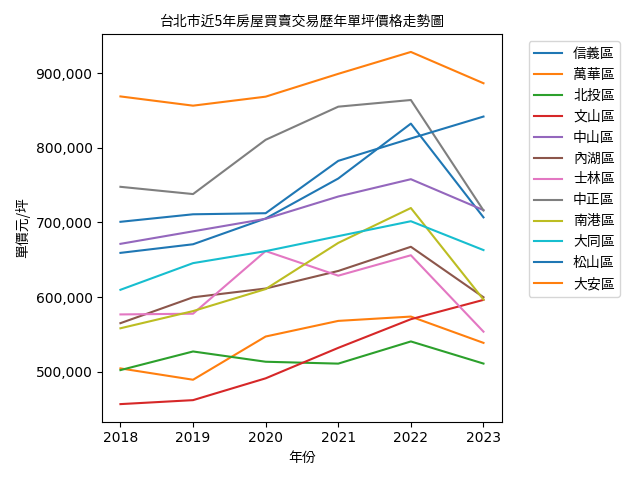 台北市近5年房屋買賣交易歷年單坪價格走勢圖
單價元/坪
900,000
800,000
700,000
600,000
500,000
2018
2019
2020
2021
2022
2023
年份
信義區
萬華區
北投區
文山區
中山區
內湖區
士林區
中正區
南港區
大同區
松山區
大安區